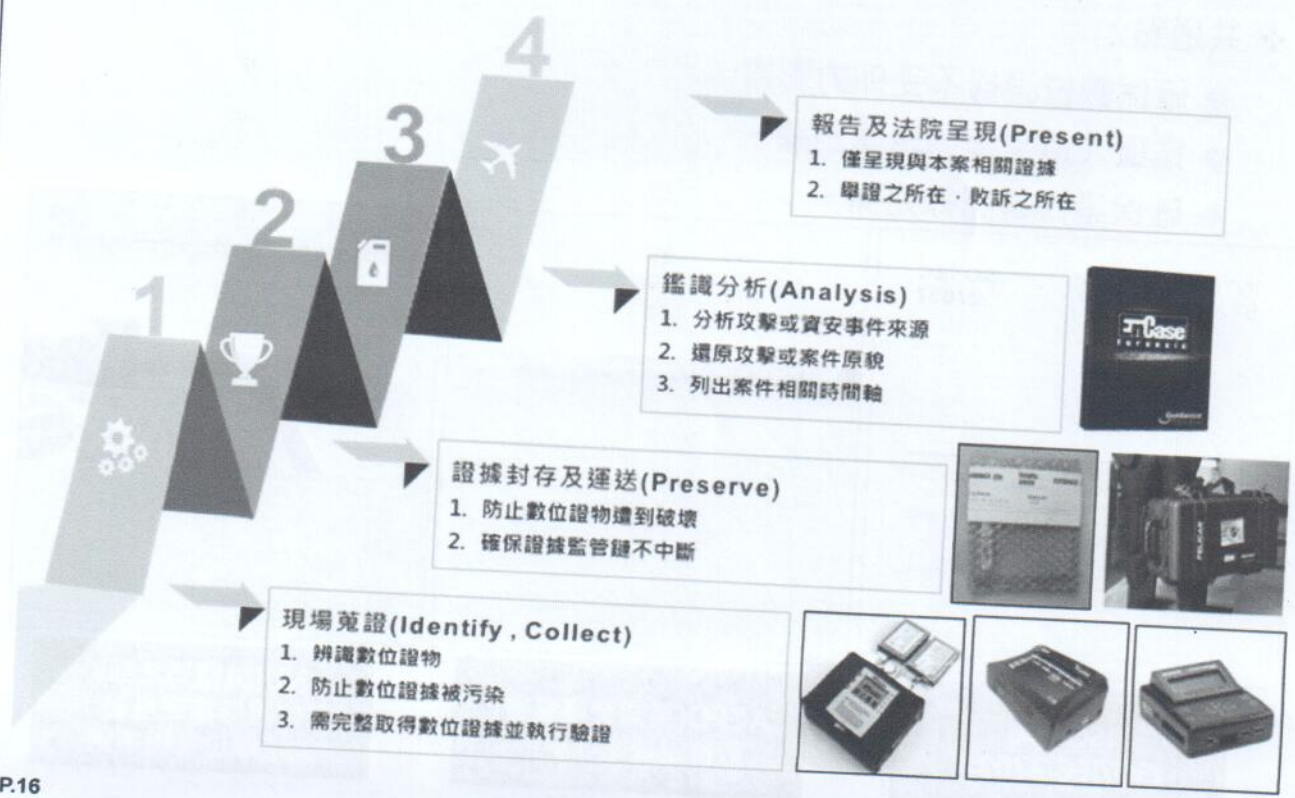 4
3
2
1
報告及法院呈現(Present)
1. 僅呈現與本案相關證據
2. 舉證之所在‧敗訴之所在
鑑識分析(Analysis)
1. 分析攻擊或資安事件來源
2. 還原攻擊或案件原貌
3. 列出案件相關時間軸
EnCase
Forensic
Guidance
證據封存及運送(Preserve)
1. 防止數位證物遭到破壞
2. 確保證據監管鏈不中斷
現場蒐證(Identify , Collect)
1. 辨識數位證物
2. 防止數位證據被污染
3. 需完整取得數位證據並執行驗證
P.16